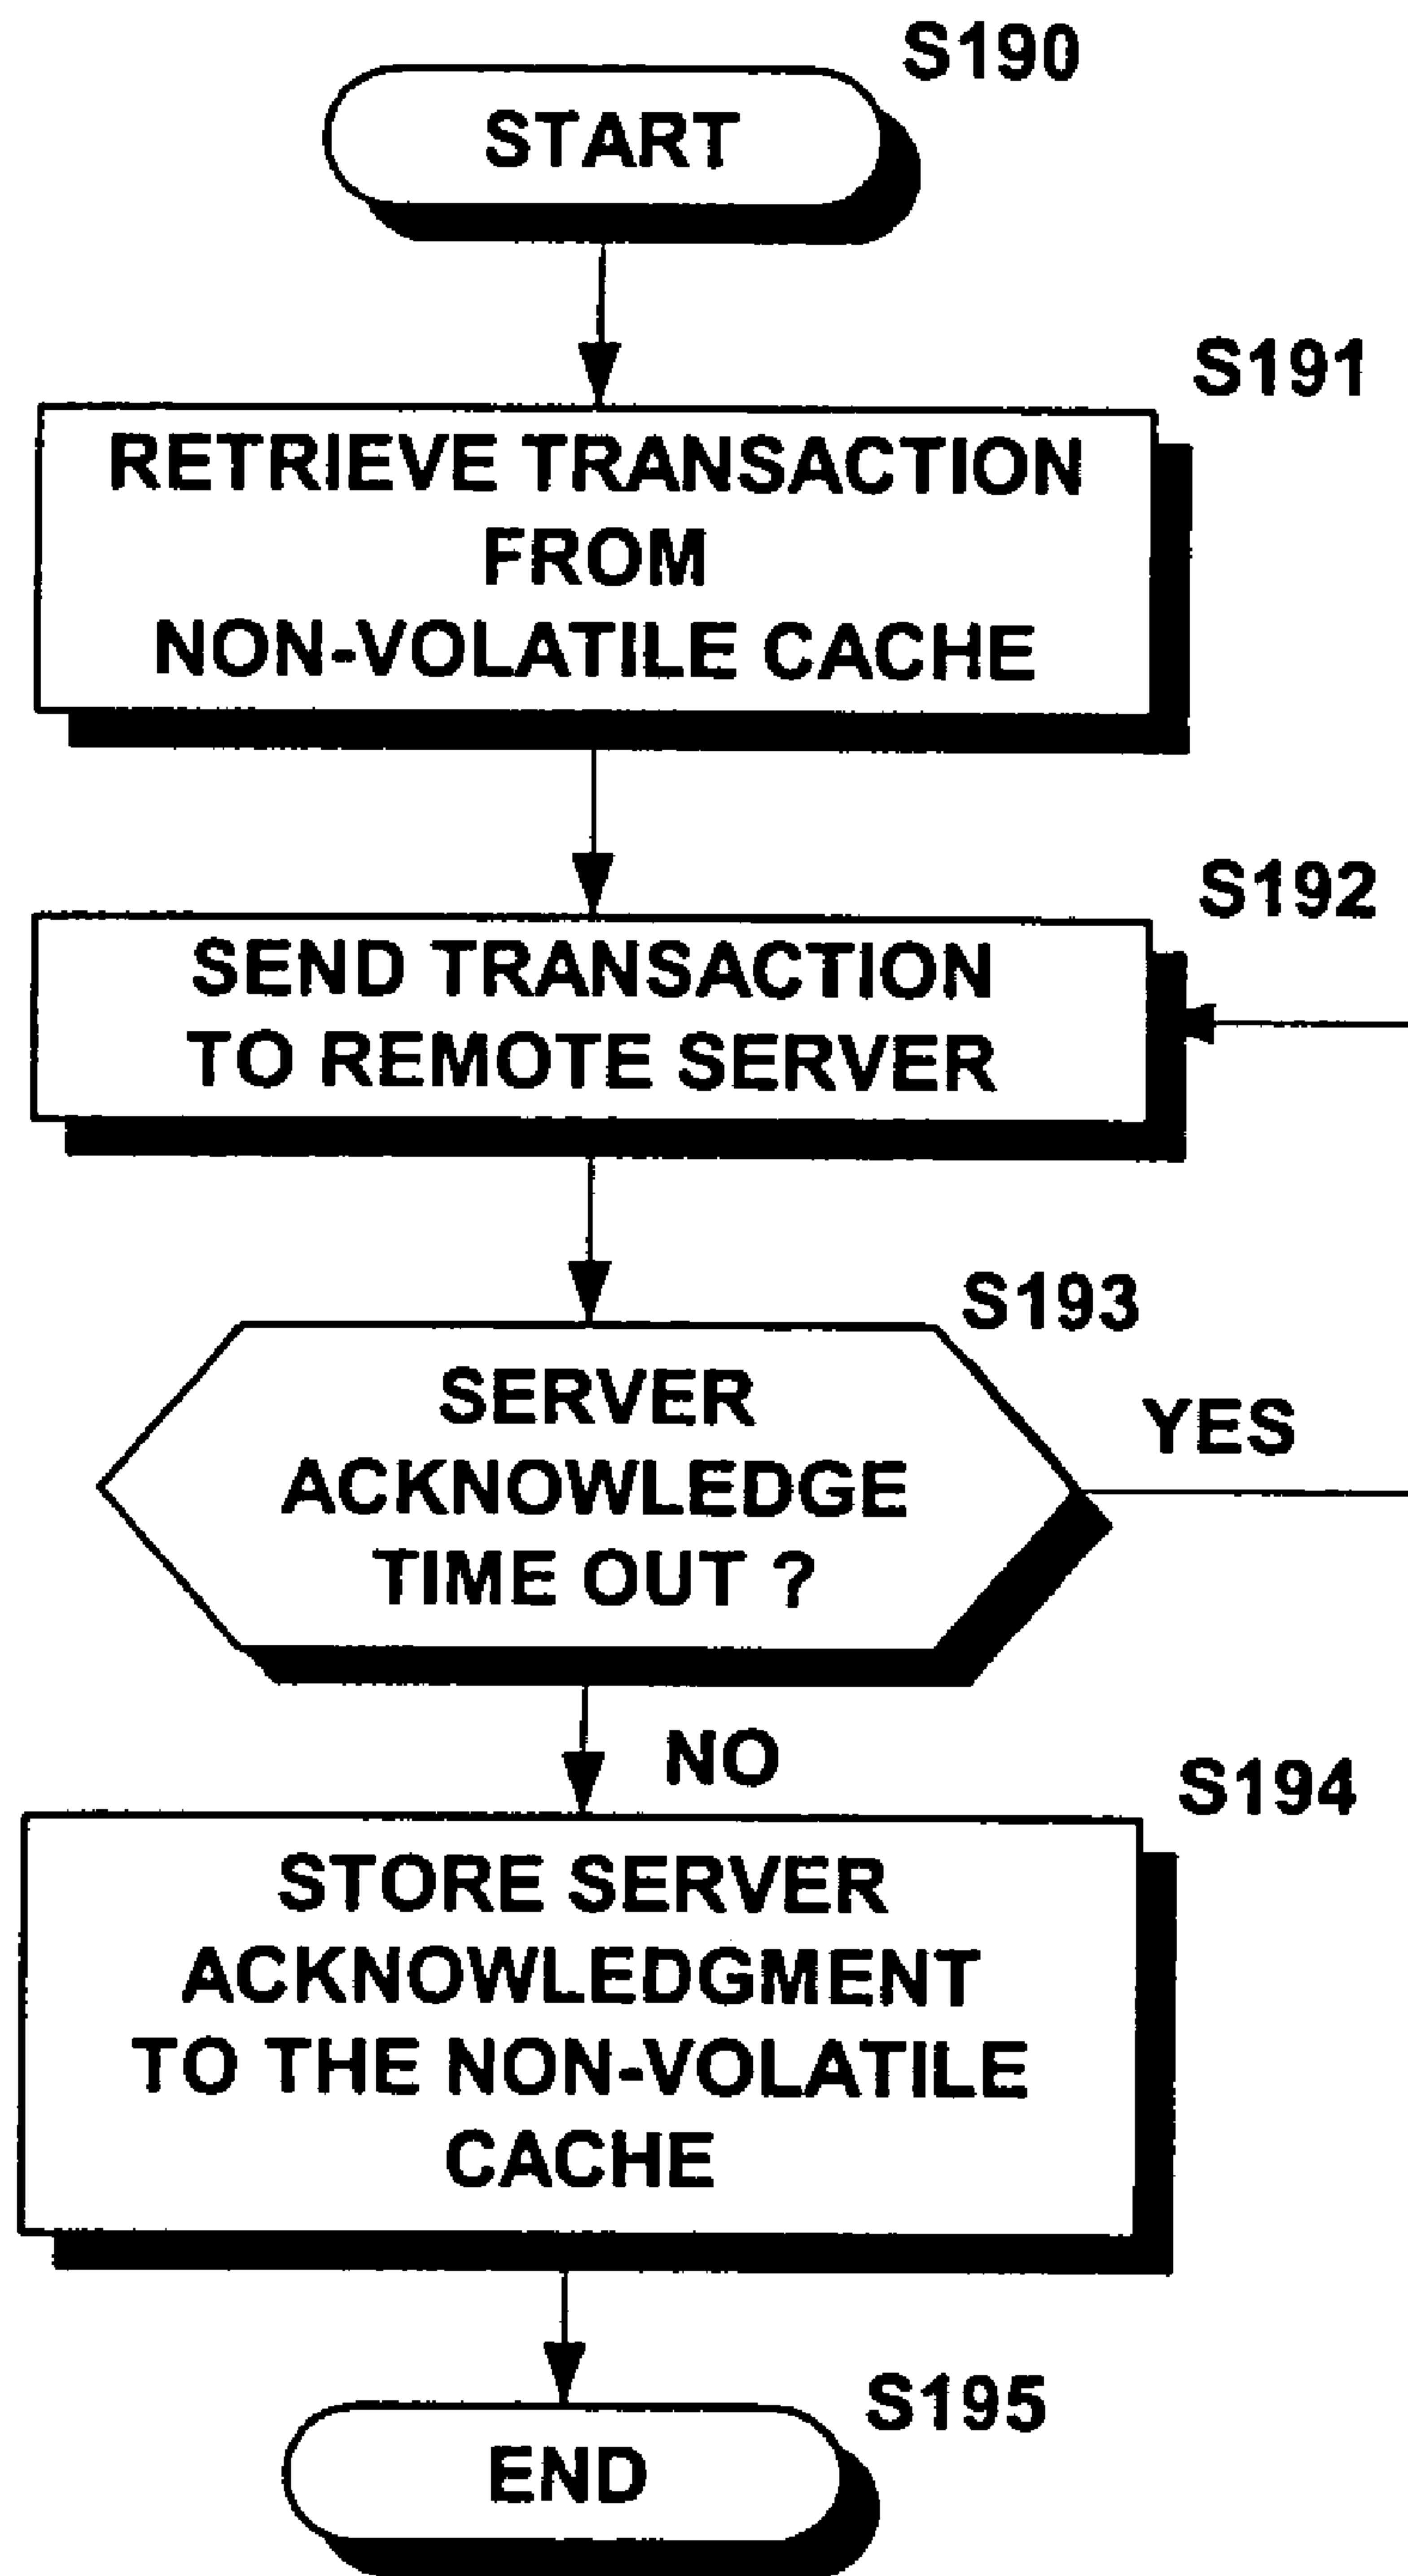 S190
START
S191
RETRIEVE TRANSACTION
FROM
NON-VOLATILE CACHE
S192
SEND TRANSACTION
TO REMOTE SERVER
S193
SERVER
ACKNOWLEDGE
TIME OUT ?
YES
NO
S194
STORE SERVER
ACKNOWLEDGMENT
TO THE NON-VOLATILE
CACHE
S195
END